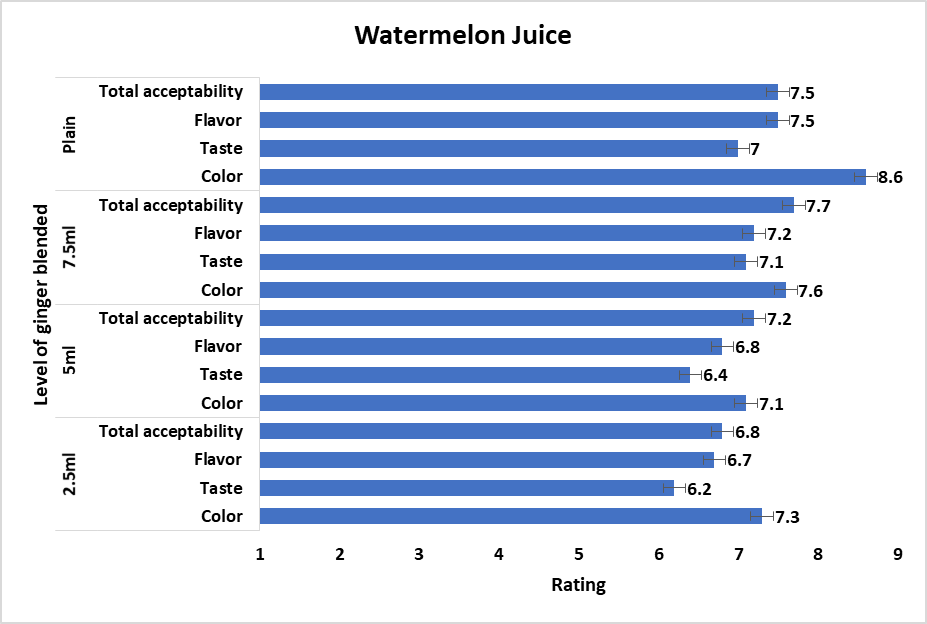 Watermelon Juice
Level of ginger blended
Plain
Total acceptability 7.5
Flavor 7.5
Taste 7
Color 8.6
7.5ml
Total acceptability 7.7
Flavor 7.2
Taste 7.1
Color 7.6
5ml
Total acceptability 7.2
Flavor 6.8
Taste 6.4
Color 7.1
2.5ml
Total acceptability 6.8
Flavor 6.7
Taste 6.2
Color 7.3
1 2 3 4 5 6 7 8 9
Rating